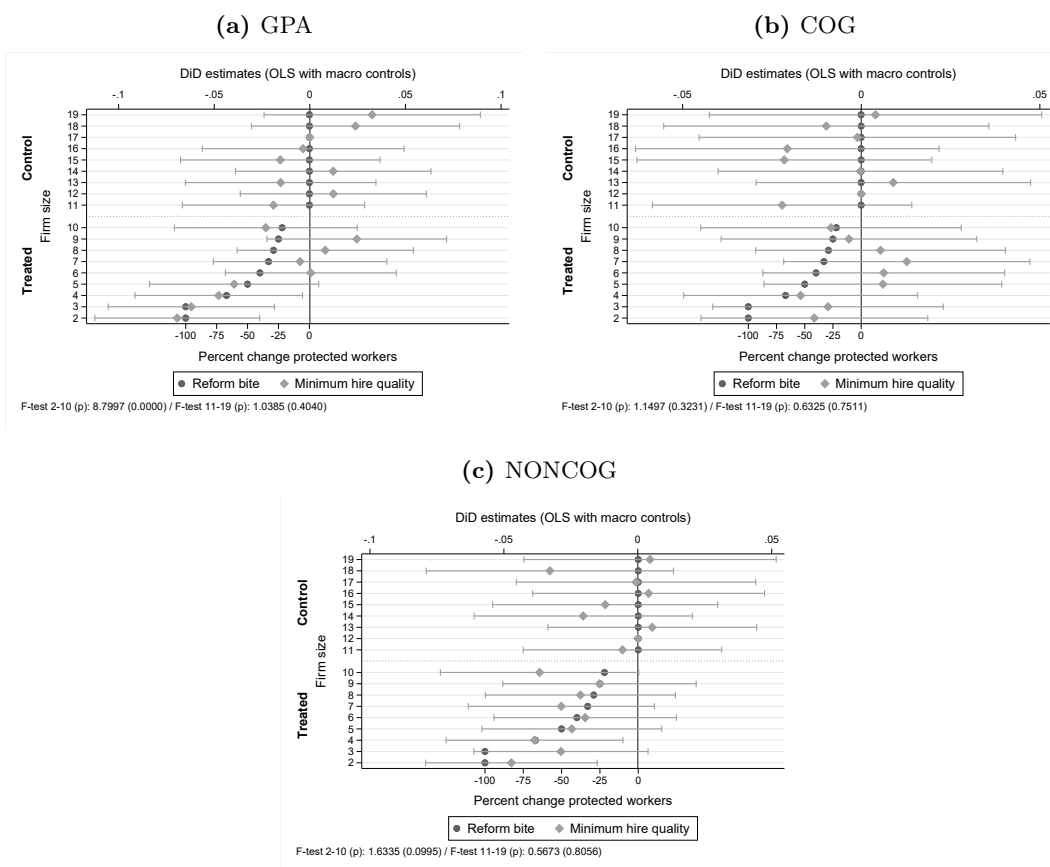 (a) GPA
DiD estimates (OLS with macro controls)
-.1 -.05 0 .05 .1
Control
Treated
Firm size
19
18
17
16
15
14
13
12
11
10
9
8
7
6
5
4
3
2
-100 -75 -50 -25 0
Percent change protected workers
Reform bite Minimum hire quality
F-test 2-10 (p): 8.7997 (0.0000) / F-test 11-19 (p): 1.0385 (0.4040)
(b) COG
DiD estimates (OLS with macro controls)
-.05 0 .05
Control
Treated
Firm size
19
18
17
16
15
14
13
12
11
10
9
8
7
6
5
4
3
2
-100 -75 -50 -25 0
Percent change protected workers
Reform bite Minimum hire quality
F-test 2-10 (p): 1.1497 (0.3231) / F-test 11-19 (p): 0.6325 (0.7511)
(c) NONCOG
DiD estimates (OLS with macro controls)
-.1 -.05 0 .05
Control
Treated
Firm size
19
18
17
16
15
14
13
12
11
10
9
8
7
6
5
4
3
2
-100 -75 -50 -25 0
Percent change protected workers
Reform bite Minimum hire quality
F-test 2-10 (p): 1.6335 (0.0995) / F-test 11-19 (p): 0.5673 (0.8056)